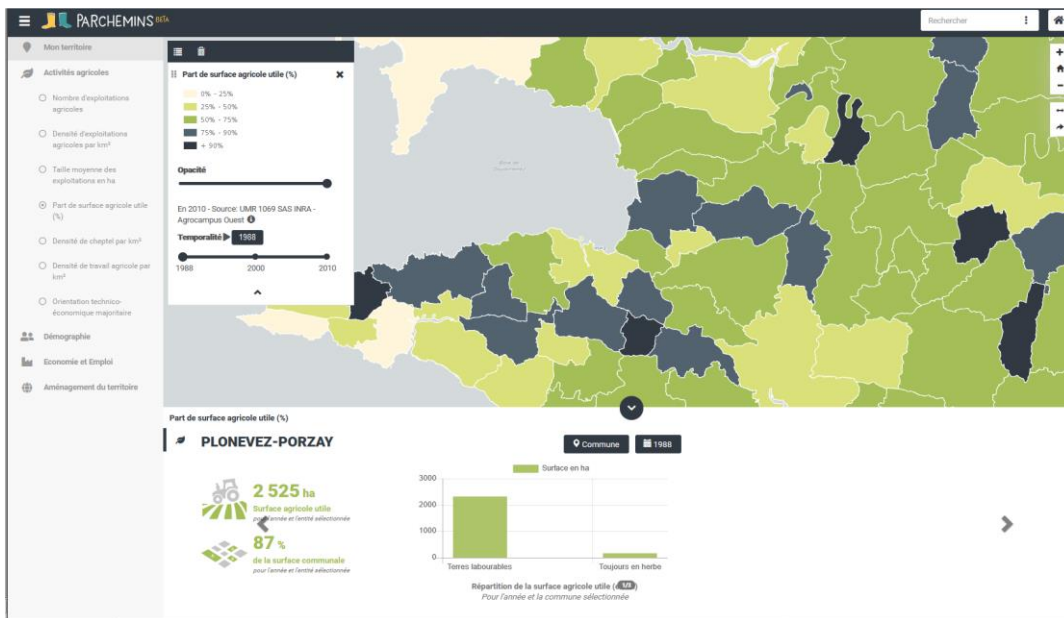 PARCHEMINS BÊTA
Rechercher
Mon territoire
Activités agricoles
Nombre d'exploitations
agricoles
Densité d'exploitations
agricoles par km²
Taille moyenne des
exploitations en ha
Part de surface agricole utile
(%)
Densité de cheptel par km²
Densité de travail agricole par
km²
Orientation technico-
économique majoritaire
Démographie
Economie et Emploi
Aménagement du territoire
Part de surface agricole utile (%)
0% - 25%
25% - 50%
50% - 75%
75% - 90%
+ 90%
Opacité
En 2010 - Source: UMR 1069 SAS INRA -
Agrocampus Ouest
Temporalité 1988
1988 2000 2010
Part de surface agricole utile (%)
PLONEVEZ-PORZAY
Commune
1988
2 525 ha
Surface agricole utile
pour l'année et l'entité sélectionnée
87 %
de la surface communale
pour l'année et l'entité sélectionnée
Surface en ha
3000
2000
1000
0
Terres labourables Toujours en herbe
Répartition de la surface agricole utile
1/3
Pour l'année et la commune sélectionnée